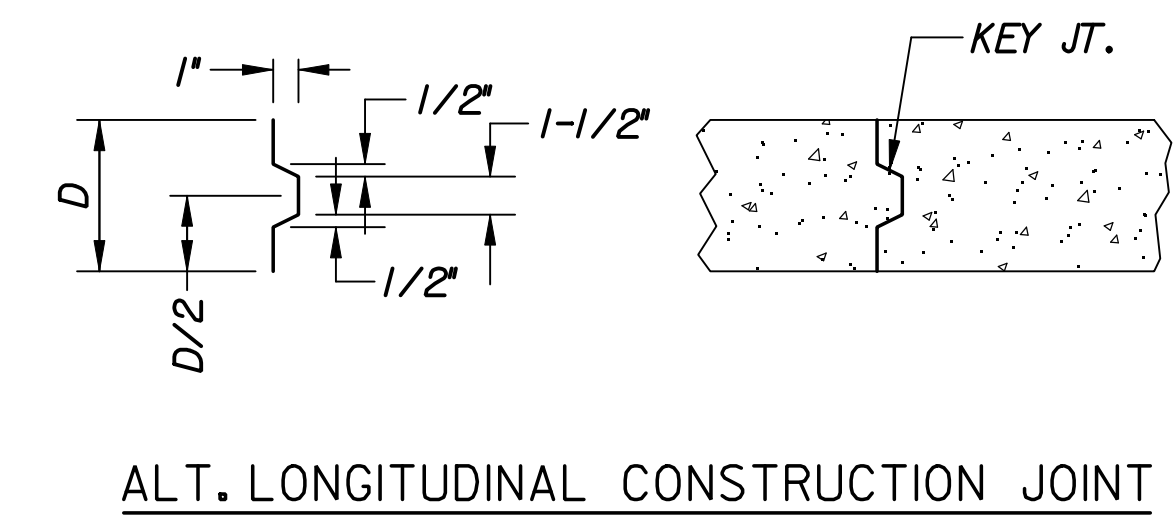 1"
1/2"
1-1/2"
KEY JT.
D
D/2
1/2"
ALT. LONGITUDINAL CONSTRUCTION JOINT